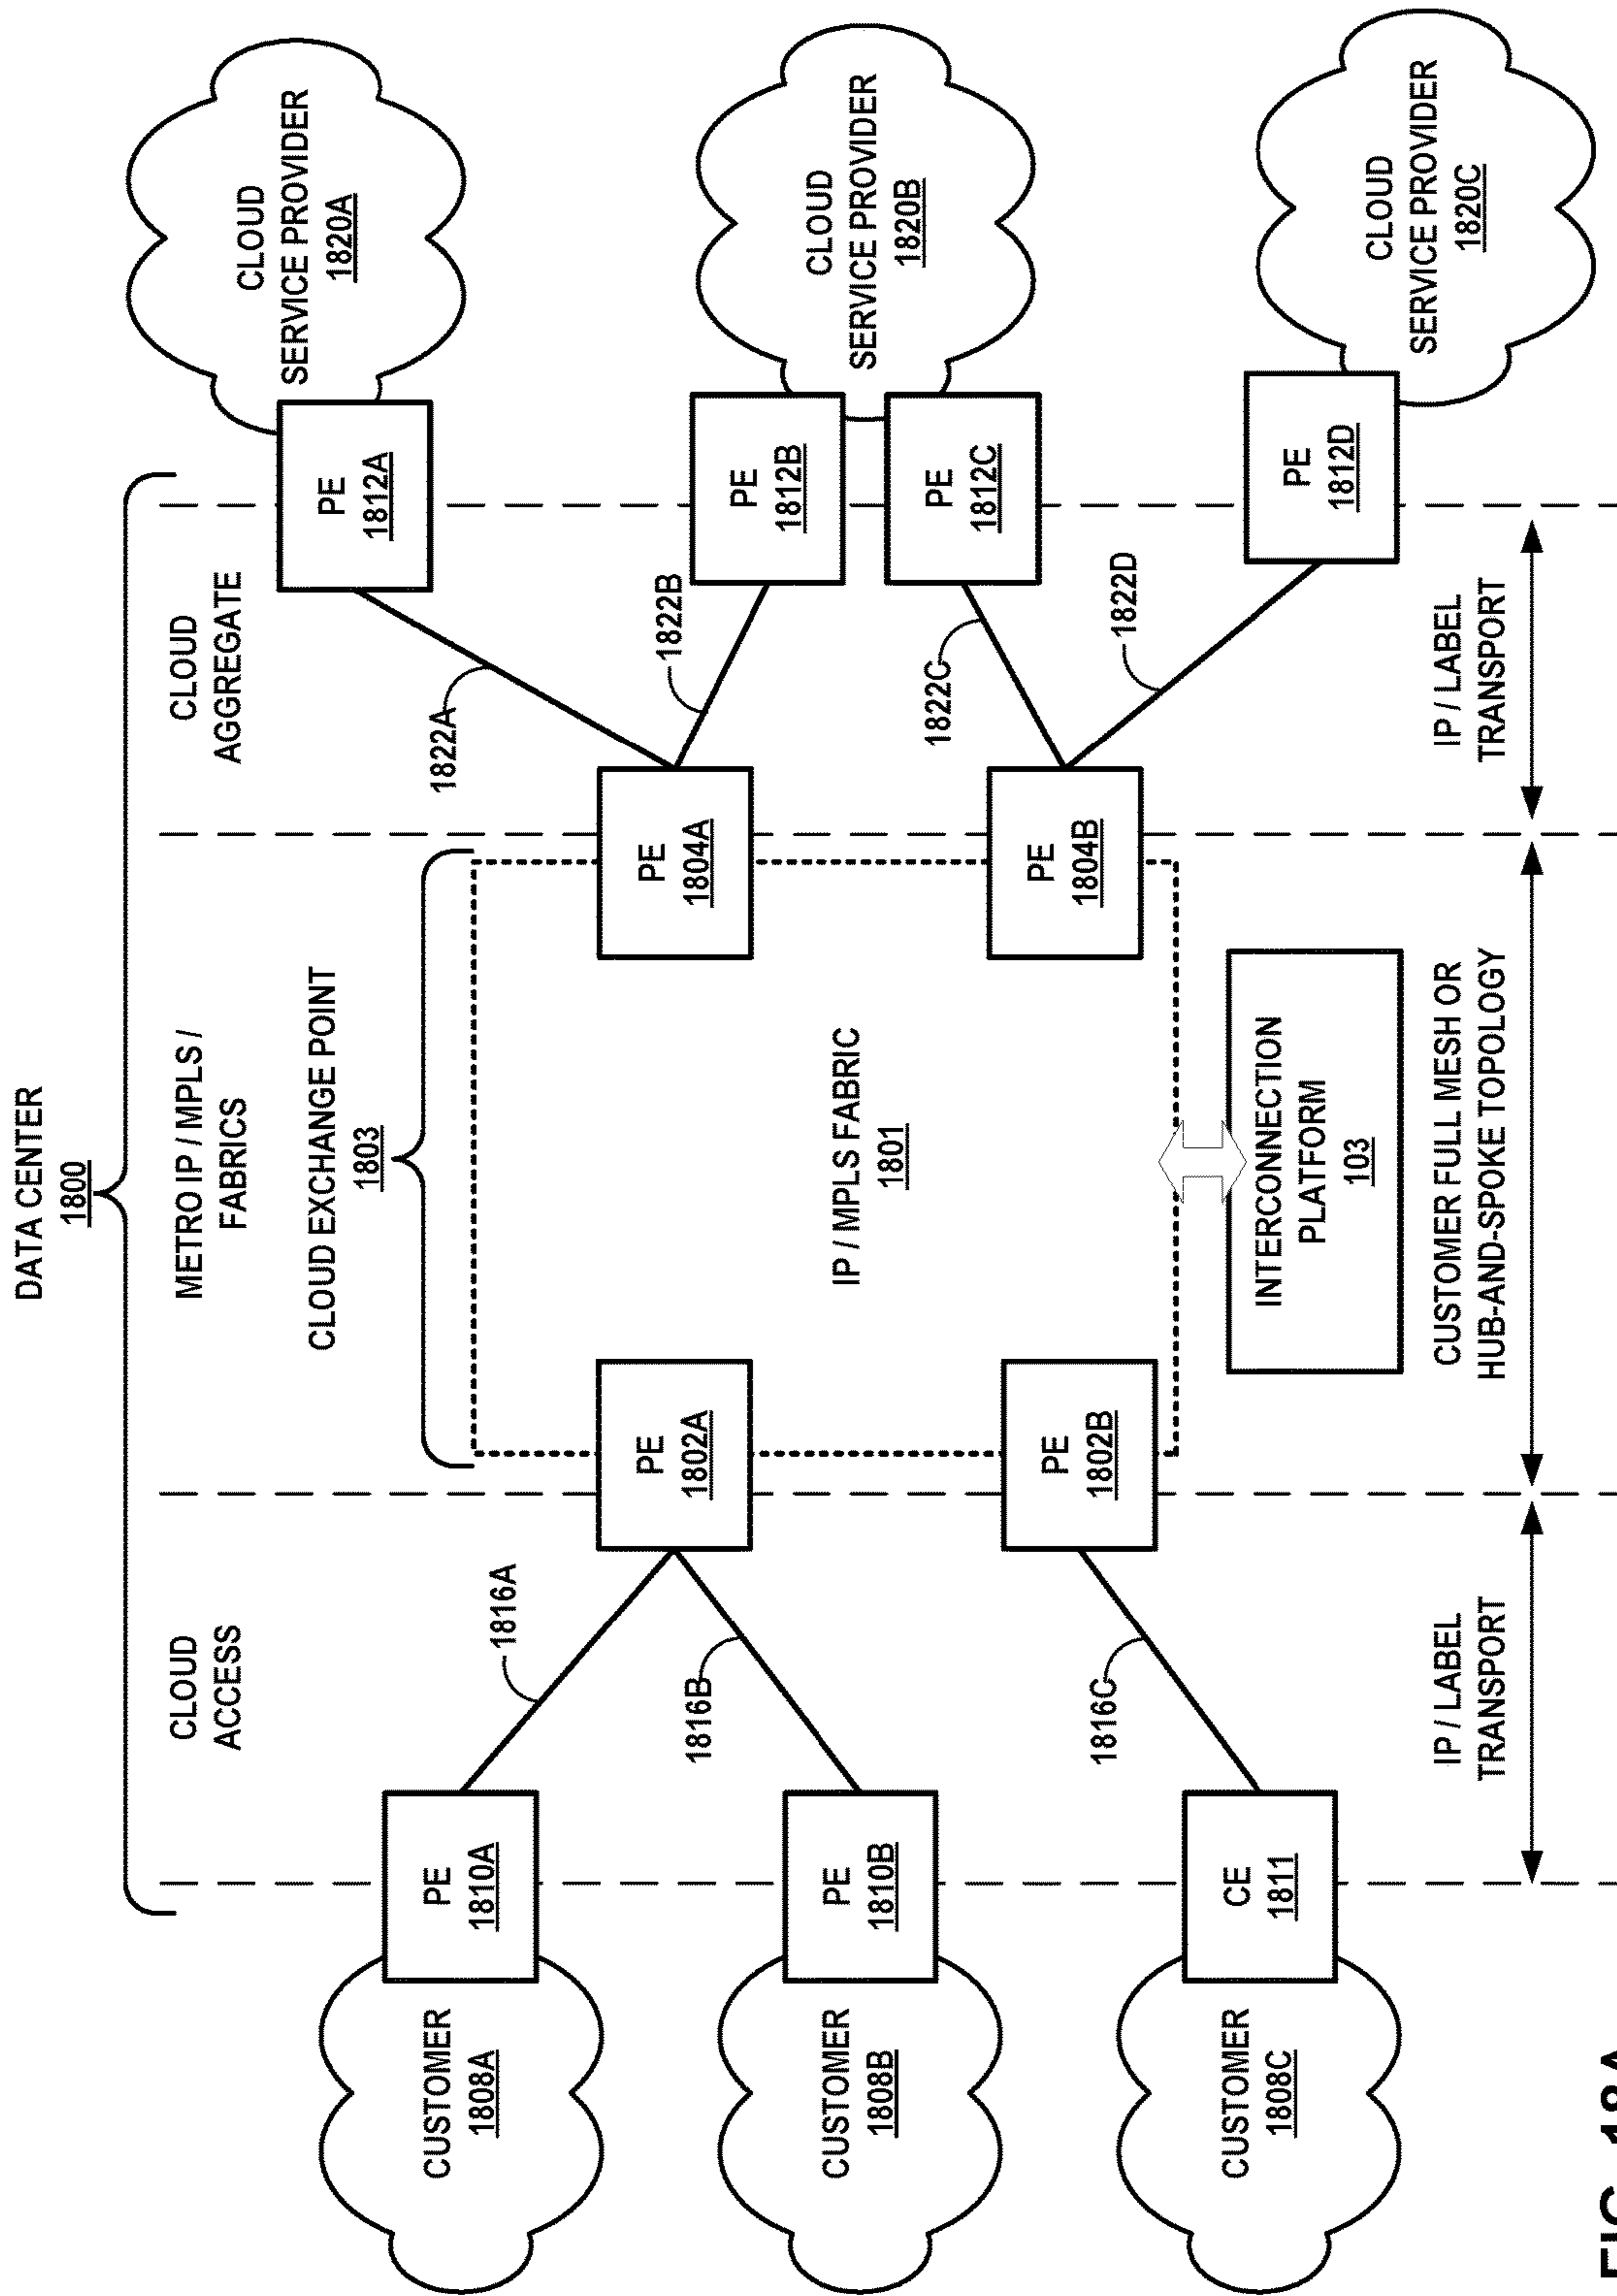 DATA CENTER
1800
CLOUD
ACCESS
METRO IP / MPLS /
FABRICS
CLOUD
AGGREGATE
CLOUD EXCHANGE POINT
1803
CUSTOMER
1808A
PE
1810A
1816A
PE
1802A
PE
1804A
1822A
PE
1812A
CLOUD
SERVICE PROVIDER
1820A
CUSTOMER
1808B
PE
1810B
1816B
IP / MPLS FABRIC
1801
1822B
PE
1812B
CLOUD
SERVICE PROVIDER
1820B
1822C
PE
1812C
CUSTOMER
1808C
CE
1811
1816C
PE
1802B
PE
1804B
1822D
PE
1812D
CLOUD
SERVICE PROVIDER
1820C
INTERCONNECTION
PLATFORM
103
IP / LABEL
TRANSPORT
CUSTOMER FULL MESH OR
HUB-AND-SPOKE TOPOLOGY
IP / LABEL
TRANSPORT
FIG. 18A